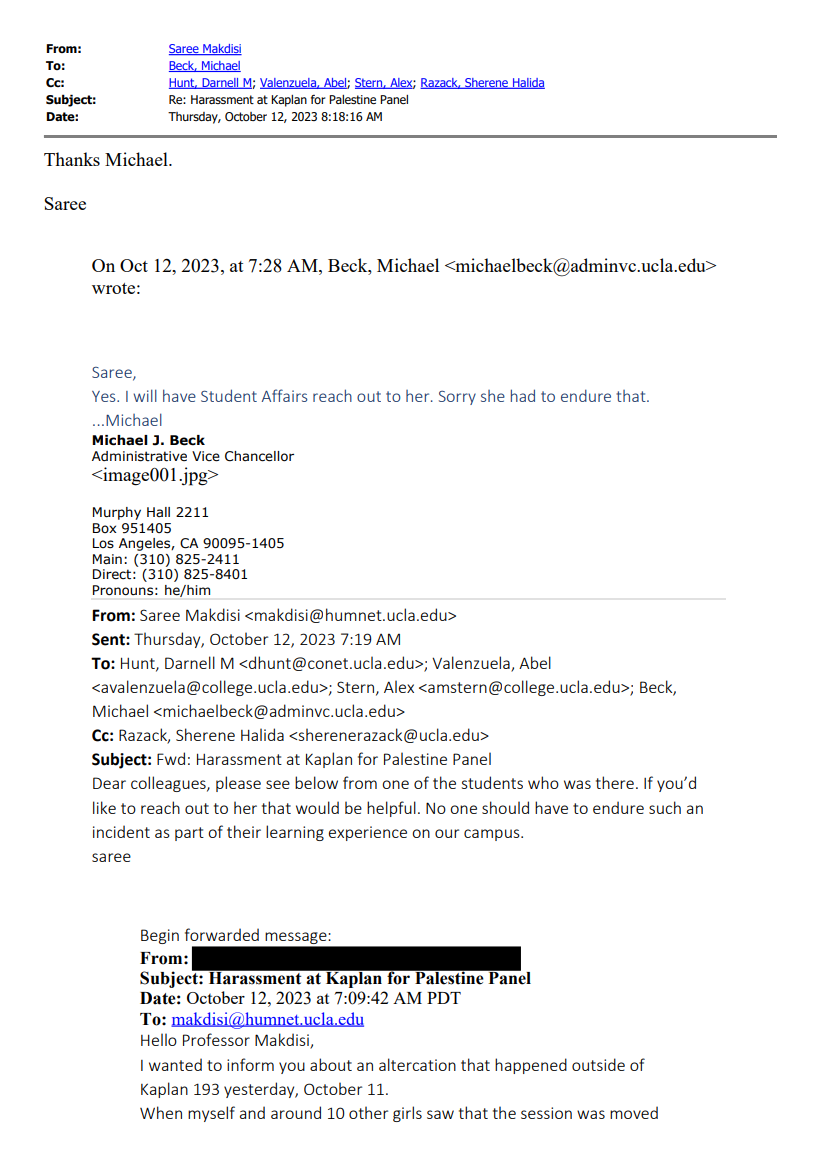 From: Saree Makdisi
To: Beck, Michael
Cc: Hunt, Darnell M; Valenzuela, Abel; Stern, Alex; Razack, Sherene Halida
Subject: Re: Harassment at Kaplan for Palestine Panel
Date: Thursday, October 12, 2023 8:18:16 AM
Thanks Michael.
Saree
On Oct 12, 2023, at 7:28 AM, Beck, Michael <michaelbeck@adminvc.ucla.edu>
wrote:
Saree,
Yes. I will have Student Affairs reach out to her. Sorry she had to endure that.
...Michael
Michael J. Beck
Administrative Vice Chancellor
<image001.jpg>
Murphy Hall 2211
Box 951405
Los Angeles, CA 90095-1405
Main: (310) 825-2411
Direct: (310) 825-8401
Pronouns: he/him
From: Saree Makdisi <makdisi@humnet.ucla.edu>
Sent: Thursday, October 12, 2023 7:19 AM
To: Hunt, Darnell M <dhunt@conet.ucla.edu>; Valenzuela, Abel
<avalenzuela@college.ucla.edu>; Stern, Alex <amstern@college.ucla.edu>; Beck,
Michael <michaelbeck@adminvc.ucla.edu>
Cc: Razack, Sherene Halida <sherenerazack@ucla.edu>
Subject: Fwd: Harassment at Kaplan for Palestine Panel
Dear colleagues, please see below from one of the students who was there. If you’d
like to reach out to her that would be helpful. No one should have to endure such an
incident as part of their learning experience on our campus.
saree
Begin forwarded message:
From:
Subject: Harassment at Kaplan for Palestine Panel
Date: October 12, 2023 at 7:09:42 AM PDT
To: makdisi@humnet.ucla.edu
Hello Professor Makdisi,
I wanted to inform you about an altercation that happened outside of
Kaplan 193 yesterday, October 11.
When myself and around 10 other girls saw that the session was moved